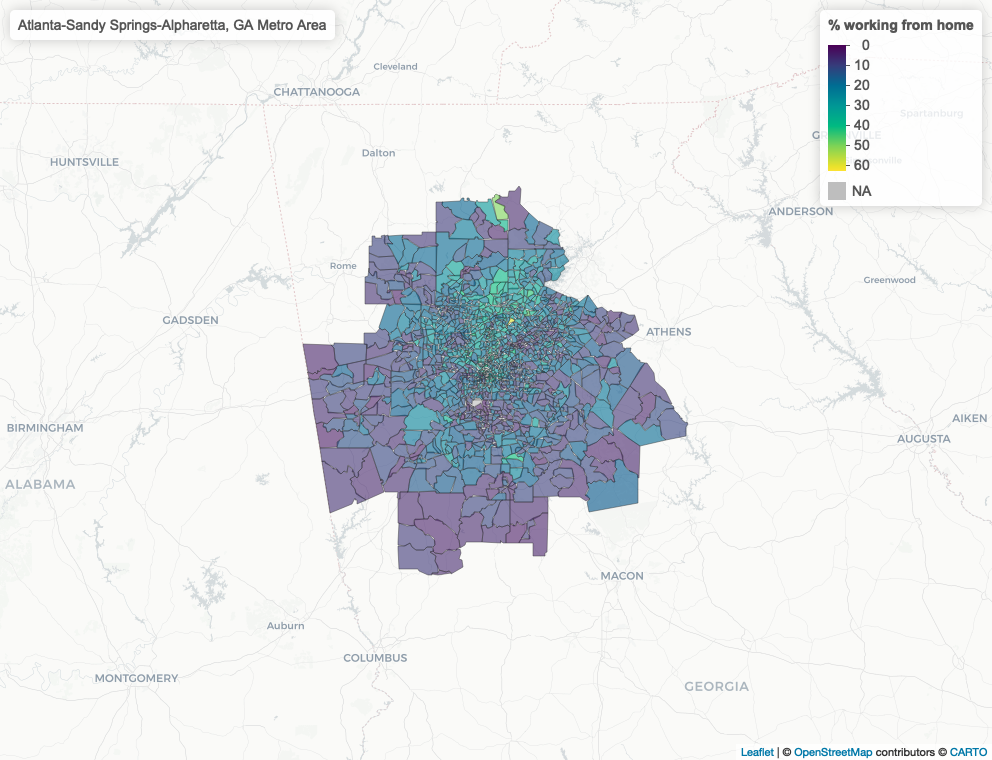 Atlanta-Sandy Springs-Alpharetta, GA Metro Area
% working from home
0
10
20
30
40
50
60
NA
Cleveland
CHATTANOOGA
Spartanburg
Dalton
HUNTSVILLE
ANDERSON
Rome
Greenwood
GADSDEN
ATHENS
AIKEN
BIRMINGHAM
AUGUSTA
ALABAMA
MACON
Auburn
COLUMBUS
MONTGOMERY
GEORGIA
Leaflet | © OpenStreetMap contributors © CARTO